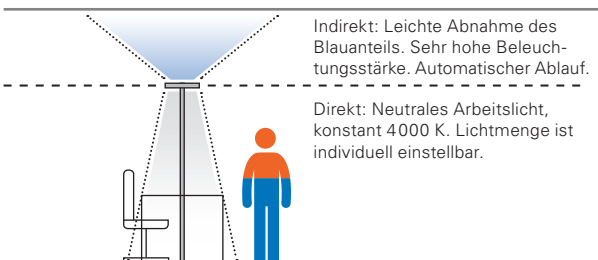 Indirekt: Leichte Abnahme des
Blauanteils. Sehr hohe Beleuch-
tungsstärke. Automatischer Ablauf.
Direkt: Neutrales Arbeitslicht,
konstant 4000 K. Lichtmenge ist
individuell einstellbar.